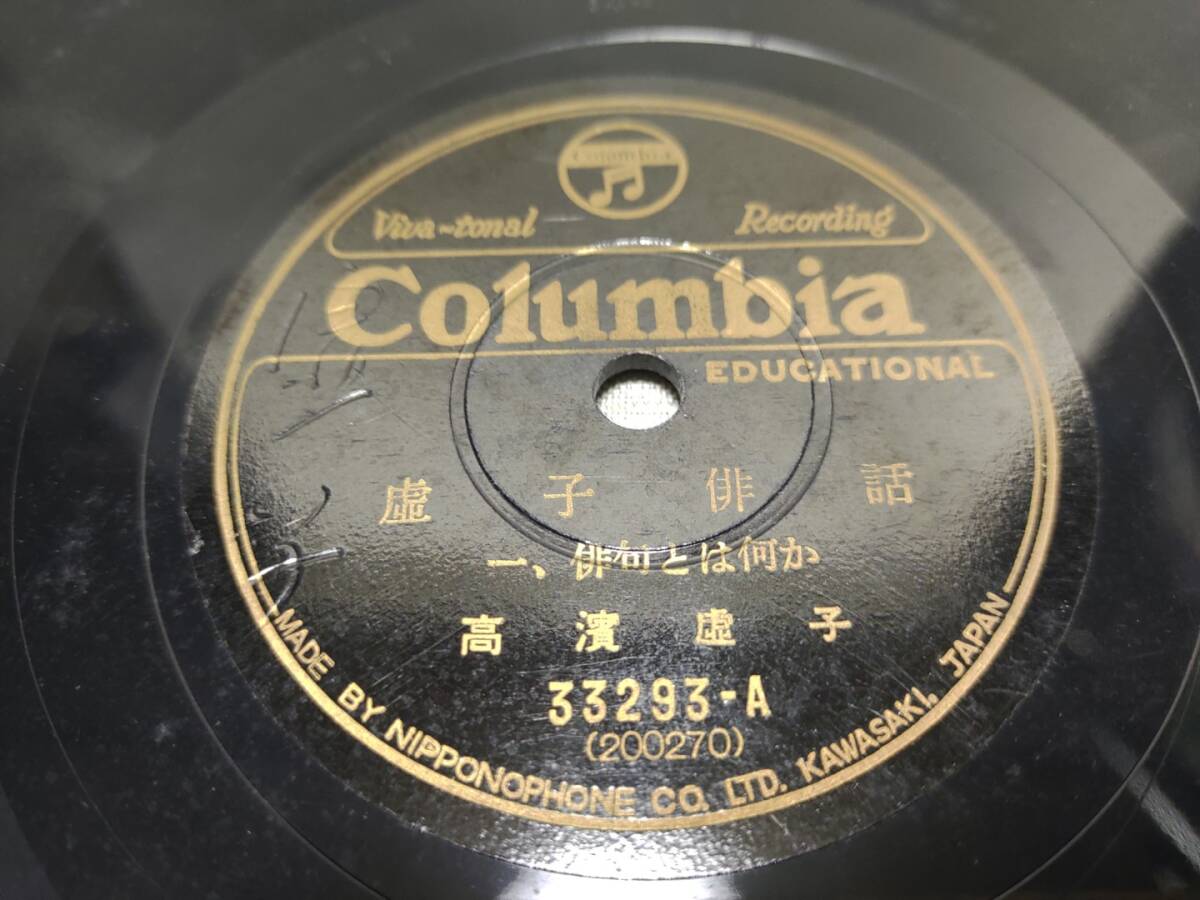 Columbia
Viva-tonal Recording
Columbia
EDUCATIONAL
虚子俳話
一、俳句とは何か
高濱虚子
33293-A
(200270)
MADE BY NIPPONOPHONE CO. LTD. KAWASAKI, JAPAN